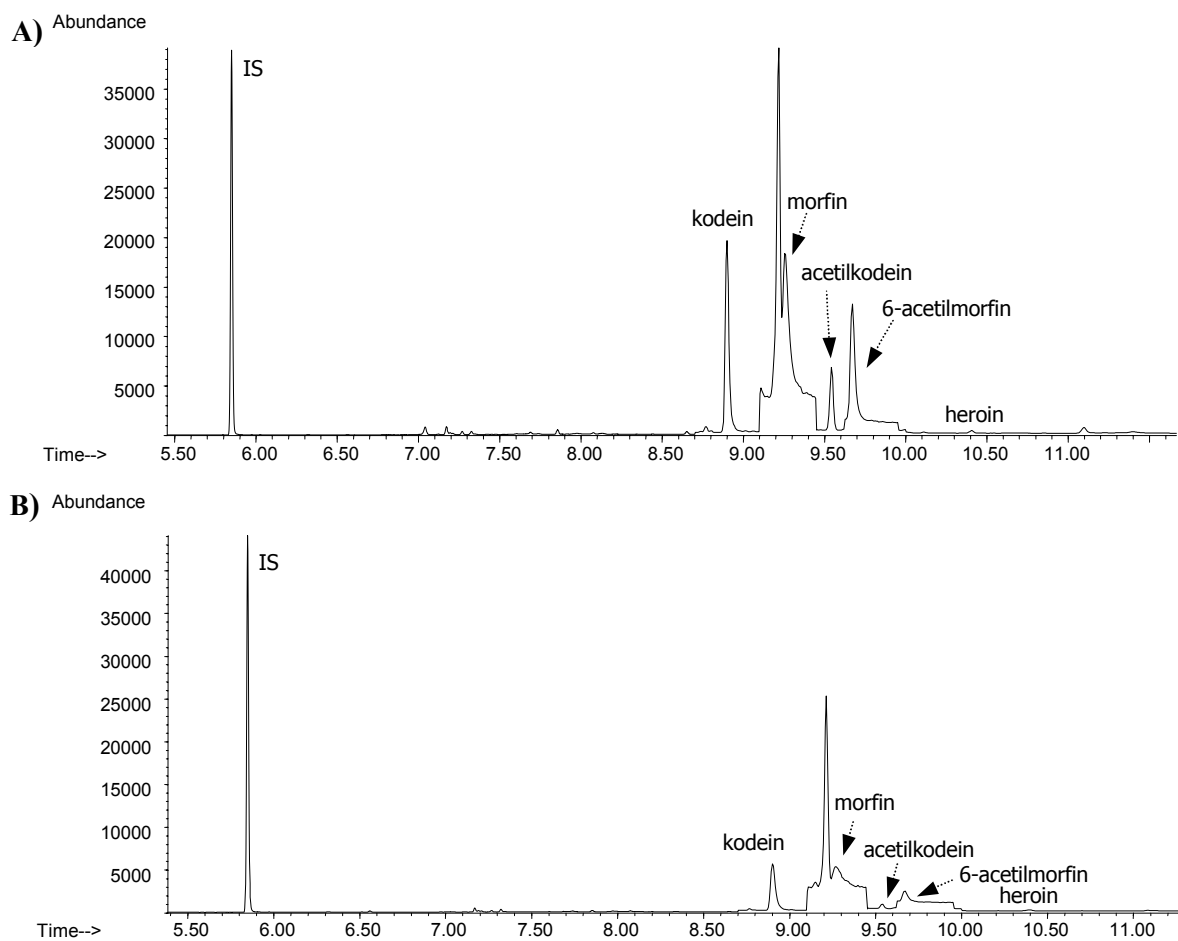 A) Abundance
IS
35000
30000
25000
20000
15000
10000
5000
kodein
morfin
acetilkodein
6-acetilmorfin
heroin
5.50 6.00 6.50 7.00 7.50 8.00 8.50 9.00 9.50 10.00 10.50 11.00
Time-->
B) Abundance
IS
40000
35000
30000
25000
20000
15000
10000
5000
kodein
morfin
acetilkodein
6-acetilmorfin
heroin
5.50 6.00 6.50 7.00 7.50 8.00 8.50 9.00 9.50 10.00 10.50 11.00
Time-->